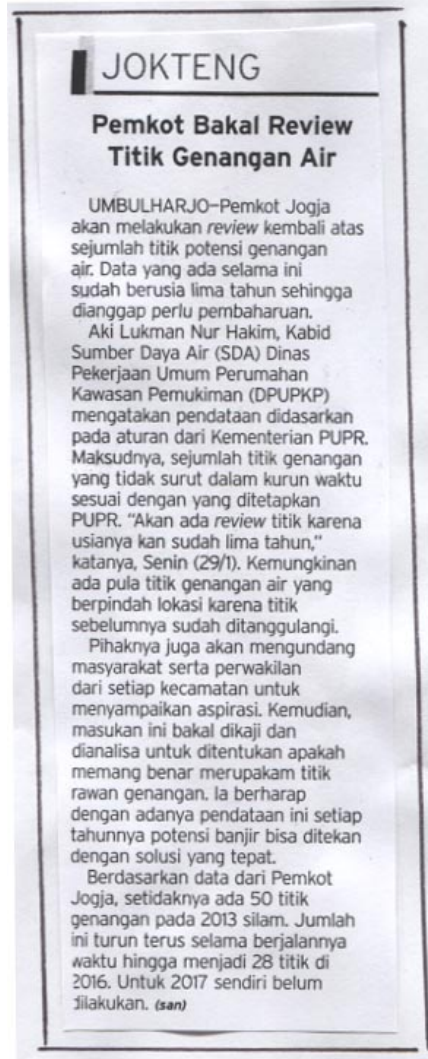 JOKTENG
Pemkot Bakal Review
Titik Genangan Air
UMBULHARJO–Pemkot Jogja
akan melakukan review kembali atas
sejumlah titik potensi genangan
air. Data yang ada selama ini
sudah berusia lima tahun sehingga
dianggap perlu pembaharuan.
Aki Lukman Nur Hakim, Kabid
Sumber Daya Air (SDA) Dinas
Pekerjaan Umum Perumahan
Kawasan Pemukiman (DPUPKP)
mengatakan pendataan didasarkan
pada aturan dari Kementerian PUPR.
Maksudnya, sejumlah titik genangan
yang tidak surut dalam kurun waktu
sesuai dengan yang ditetapkan
PUPR. “Akan ada review titik karena
usianya kan sudah lima tahun,”
katanya, Senin (29/1). Kemungkinan
ada pula titik genangan air yang
berpindah lokasi karena titik
sebelumnya sudah ditanggulangi.
Pihaknya juga akan mengundang
masyarakat serta perwakilan
dari setiap kecamatan untuk
menyampaikan aspirasi. Kemudian,
masukan ini bakal dikaji dan
dianalisa untuk ditentukan apakah
memang benar merupakam titik
rawan genangan. Ia berharap
dengan adanya pendataan ini setiap
tahunnya potensi banjir bisa ditekan
dengan solusi yang tepat.
Berdasarkan data dari Pemkot
Jogja, setidaknya ada 50 titik
genangan pada 2013 silam. Jumlah
ini turun terus selama berjalannya
waktu hingga menjadi 28 titik di
2016. Untuk 2017 sendiri belum
dilakukan. (san)